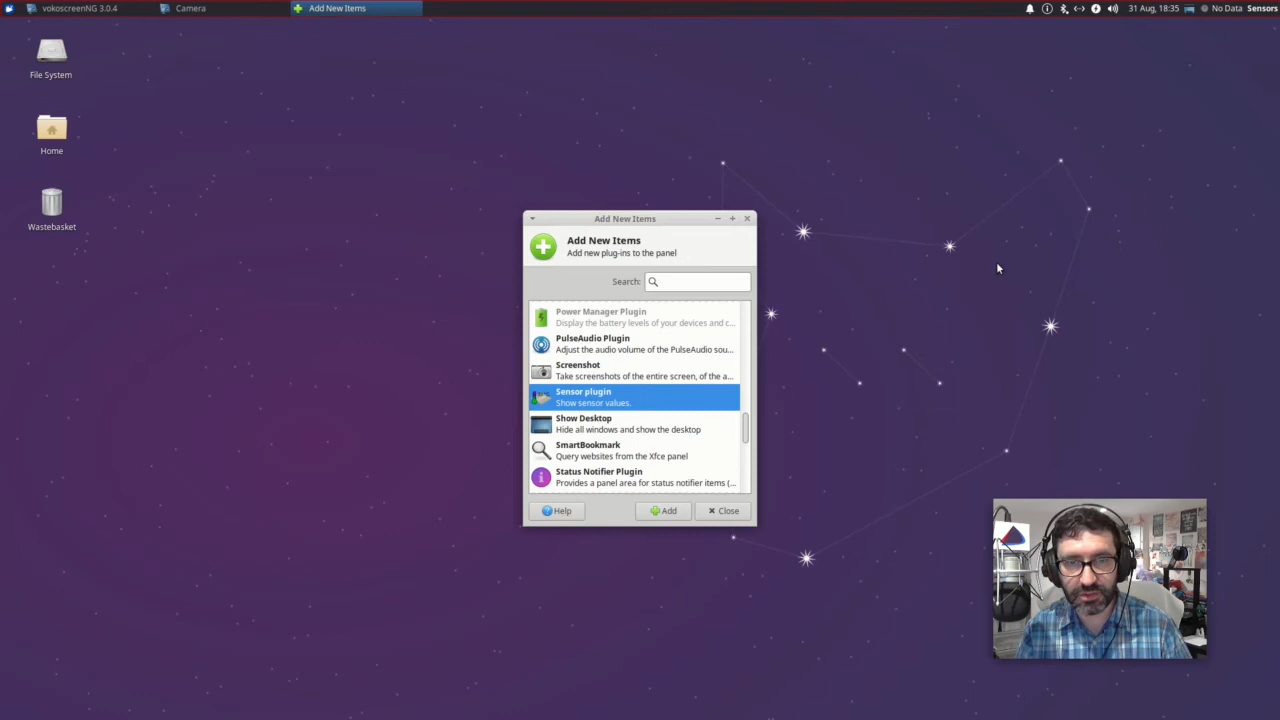 vokoscreenNG 3.0.4
Camera
Add New Items
31 Aug, 18:35
No Data
Sensors
File System
Home
Wastebasket
Add New Items
Add New Items
Add new plug-ins to the panel
Search:
Power Manager Plugin
Display the battery levels of your devices and c...
PulseAudio Plugin
Adjust the audio volume of the PulseAudio sou...
Screenshot
Take screenshots of the entire screen, of the a...
Sensor plugin
Show sensor values.
Show Desktop
Hide all windows and show the desktop
SmartBookmark
Query websites from the Xfce panel
Status Notifier Plugin
Provides a panel area for status notifier items (...
Help
Add
Close